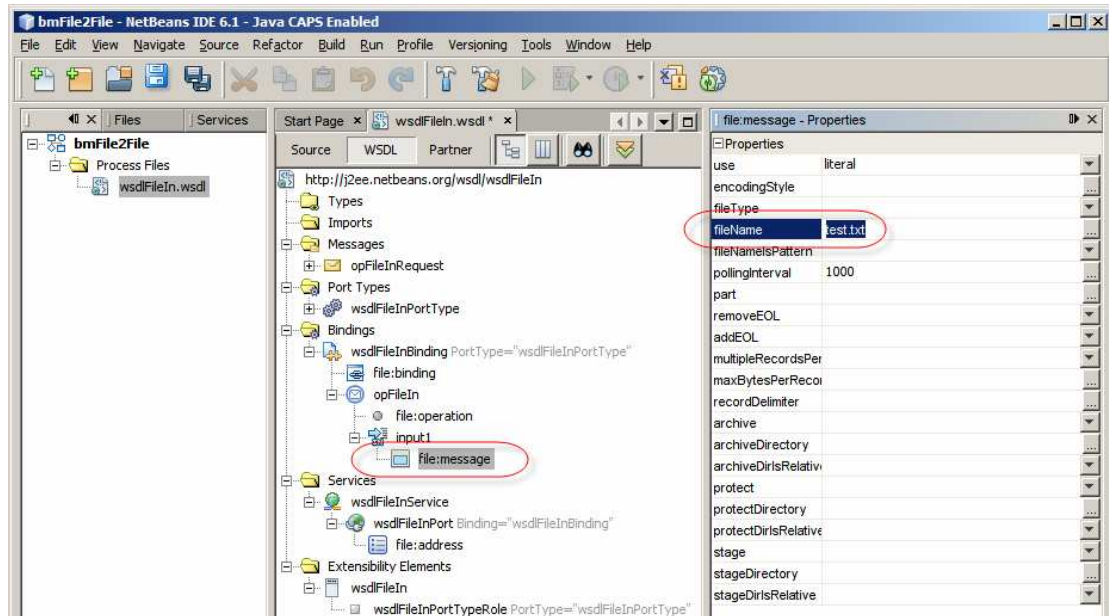 bmFile2File - NetBeans IDE 6.1 - Java CAPS Enabled
File Edit View Navigate Source Refactor Build Run Profile Versioning Tools Window Help
Files Services
bmFile2File
Process Files
wsdlFileIn.wsdl
Start Page wsdlFileIn.wsdl *
Source WSDL Partner
http://j2ee.netbeans.org/wsdl/wsdlFileIn
Types
Imports
Messages
opFileInRequest
Port Types
wsdlFileInPortType
Bindings
wsdlFileInBinding PortType="wsdlFileInPortType"
file:binding
opFileIn
file:operation
input1
file:message
Services
wsdlFileInService
wsdlFileInPort Binding="wsdlFileInBinding"
file:address
Extensibility Elements
wsdlFileIn
wsdlFileInPortTypeRole PortType="wsdlFileInPortType"
file:message - Properties
Properties
use literal
encodingStyle
fileType
fileName test.txt
fileNameIsPattern
pollingInterval 1000
part
removeEOL
addEOL
multipleRecordsPer
maxBytesPerRecor
recordDelimiter
archive
archiveDirectory
archiveDirIsRelativ
protect
protectDirectory
protectDirIsRelative
stage
stageDirectory
stageDirIsRelative